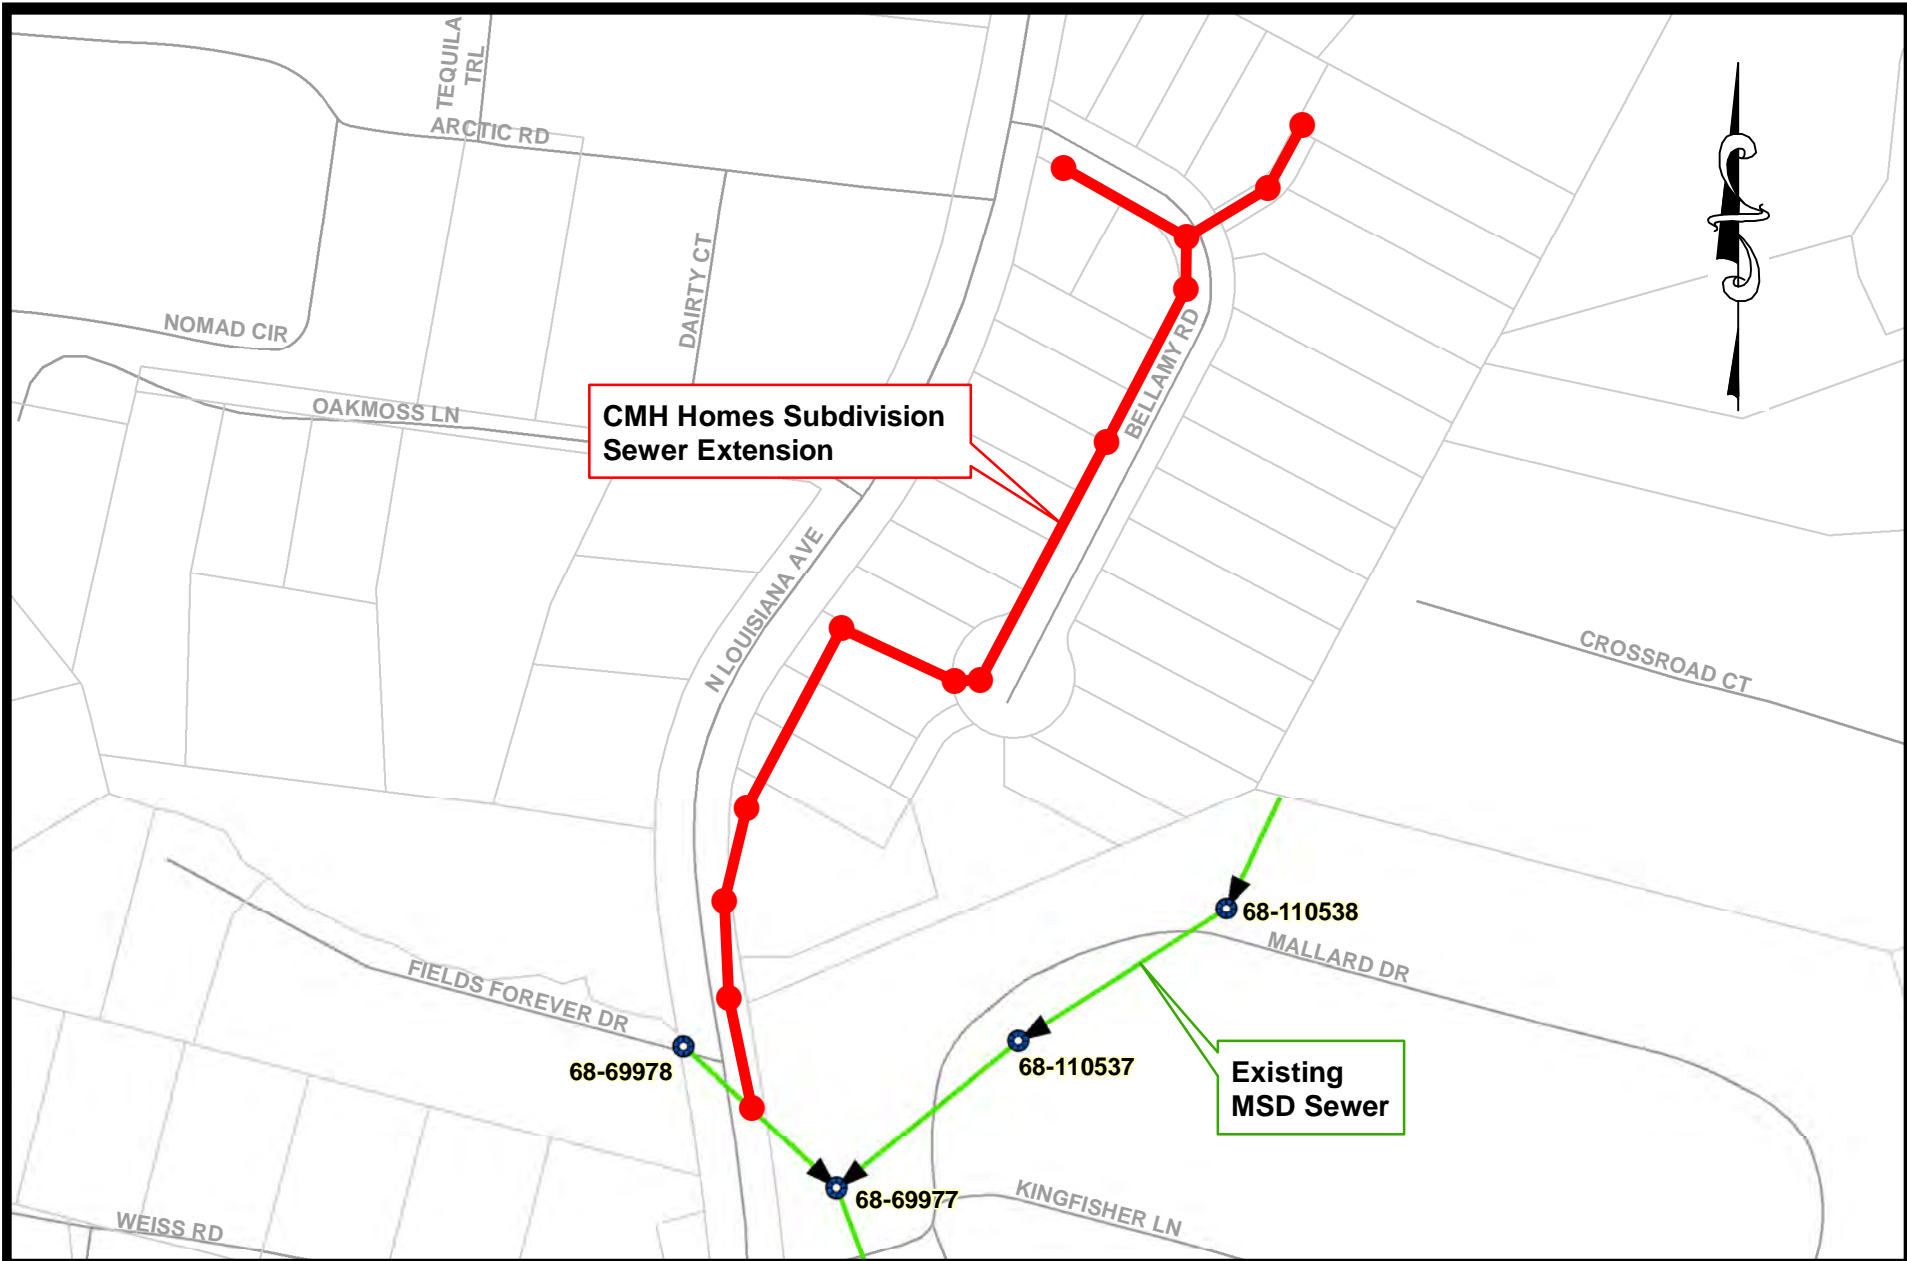 TEQUILA
TRL
ARCTIC RD
DAIRTY CT
NOMAD CIR
OAKMOSS LN
CMH Homes Subdivision
Sewer Extension
BELLAMY RD
N LOUISIANA AVE
CROSSROAD CT
68-110538
MALLARD DR
FIELDS FOREVER DR
68-69978
68-110537
Existing
MSD Sewer
68-69977
KINGFISHER LN
WEISS RD